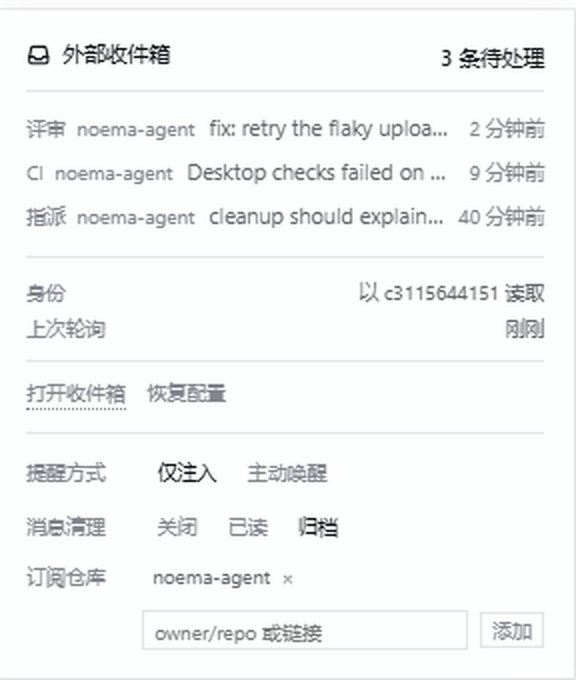 外部收件箱 3 条待处理
评审 noema-agent fix: retry the flaky uploa... 2 分钟前
CI noema-agent Desktop checks failed on ... 9 分钟前
指派 noema-agent cleanup should explain... 40 分钟前
身份 以 c3115644151 读取
上次轮询 刚刚
打开收件箱 恢复配置
提醒方式 仅注入 主动唤醒
消息清理 关闭 已读 归档
订阅仓库 noema-agent ×
owner/repo 或链接 添加